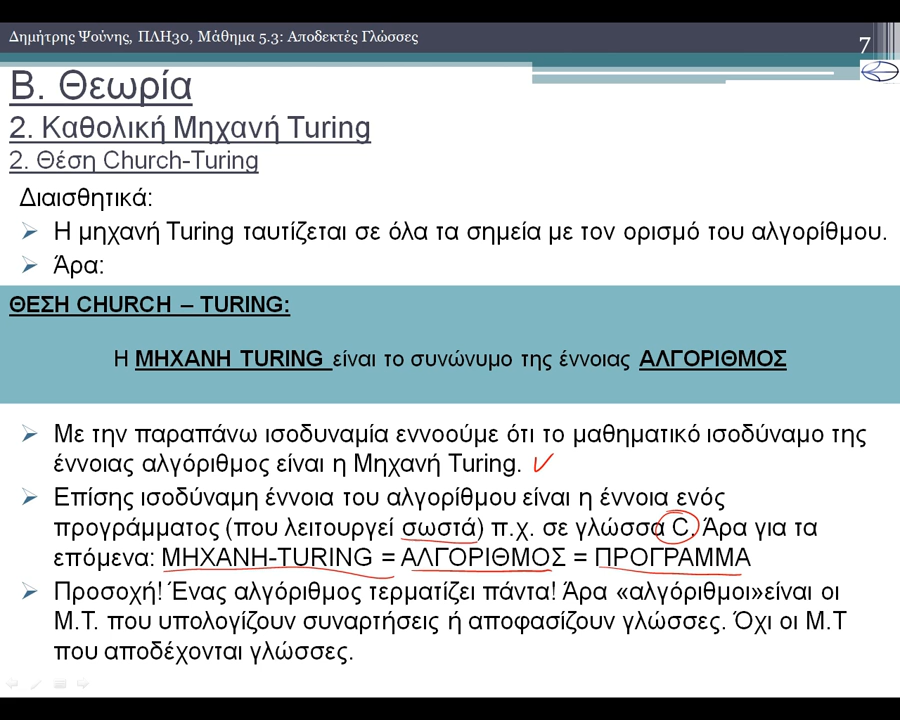 Δημήτρης Ψούνης, ΠΛΗ30, Μάθημα 5.3: Αποδεκτές Γλώσσες
7
Β. Θεωρία
2. Καθολική Μηχανή Turing
2. Θέση Church-Turing
Διαισθητικά:
Η μηχανή Turing ταυτίζεται σε όλα τα σημεία με τον ορισμό του αλγορίθμου.
Άρα:
ΘΕΣΗ CHURCH – TURING:
Η ΜΗΧΑΝΗ TURING είναι το συνώνυμο της έννοιας ΑΛΓΟΡΙΘΜΟΣ
Με την παραπάνω ισοδυναμία εννοούμε ότι το μαθηματικό ισοδύναμο της
έννοιας αλγόριθμος είναι η Μηχανή Turing.
Επίσης ισοδύναμη έννοια του αλγορίθμου είναι η έννοια ενός
προγράμματος (που λειτουργεί σωστά) π.χ. σε γλώσσα C. Άρα για τα
επόμενα: ΜΗΧΑΝΗ-TURING = ΑΛΓΟΡΙΘΜΟΣ = ΠΡΟΓΡΑΜΜΑ
Προσοχή! Ένας αλγόριθμος τερματίζει πάντα! Άρα «αλγόριθμοι»είναι οι
Μ.Τ. που υπολογίζουν συναρτήσεις ή αποφασίζουν γλώσσες. Όχι οι Μ.Τ
που αποδέχονται γλώσσες.